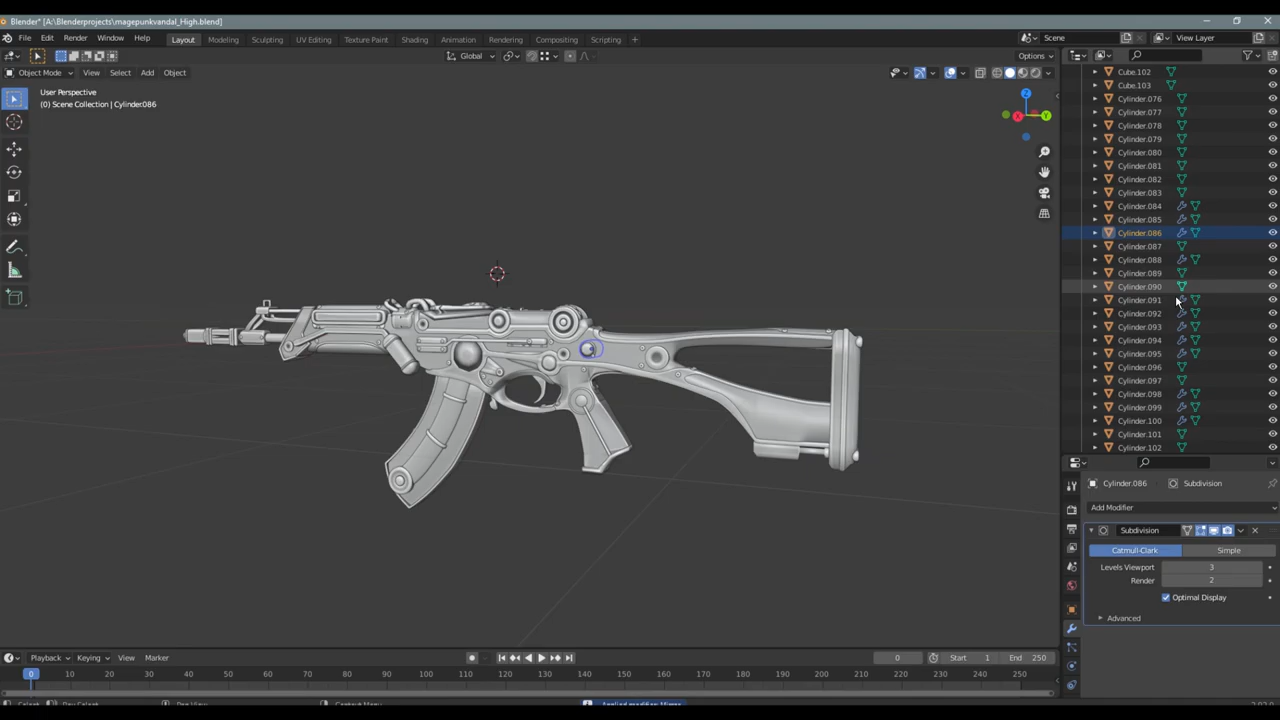 Blender* [A:\Blenderprojects\magepunkvandal_High.blend]
File Edit Render Window Help Layout Modeling Sculpting UV Editing Texture Paint Shading Animation Rendering Compositing Scripting + Scene View Layer
Global Options
Object Mode View Select Add Object
User Perspective
(0) Scene Collection | Cylinder.086
Z
X
Y
Cube.102
Cube.103
Cylinder.076
Cylinder.077
Cylinder.078
Cylinder.079
Cylinder.080
Cylinder.081
Cylinder.082
Cylinder.083
Cylinder.084
Cylinder.085
Cylinder.086
Cylinder.087
Cylinder.088
Cylinder.089
Cylinder.090
Cylinder.091
Cylinder.092
Cylinder.093
Cylinder.094
Cylinder.095
Cylinder.096
Cylinder.097
Cylinder.098
Cylinder.099
Cylinder.100
Cylinder.101
Cylinder.102
Cylinder.086 Subdivision
Add Modifier
Subdivision
Catmull-Clark Simple
Levels Viewport 3
Render 2
Optimal Display
Advanced
Playback Keying View Marker 0 Start 1 End 250
0 10 20 30 40 50 60 70 80 90 100 110 120 130 140 150 160 170 180 190 200 210 220 230 240 250
Applied modifier: Mirror